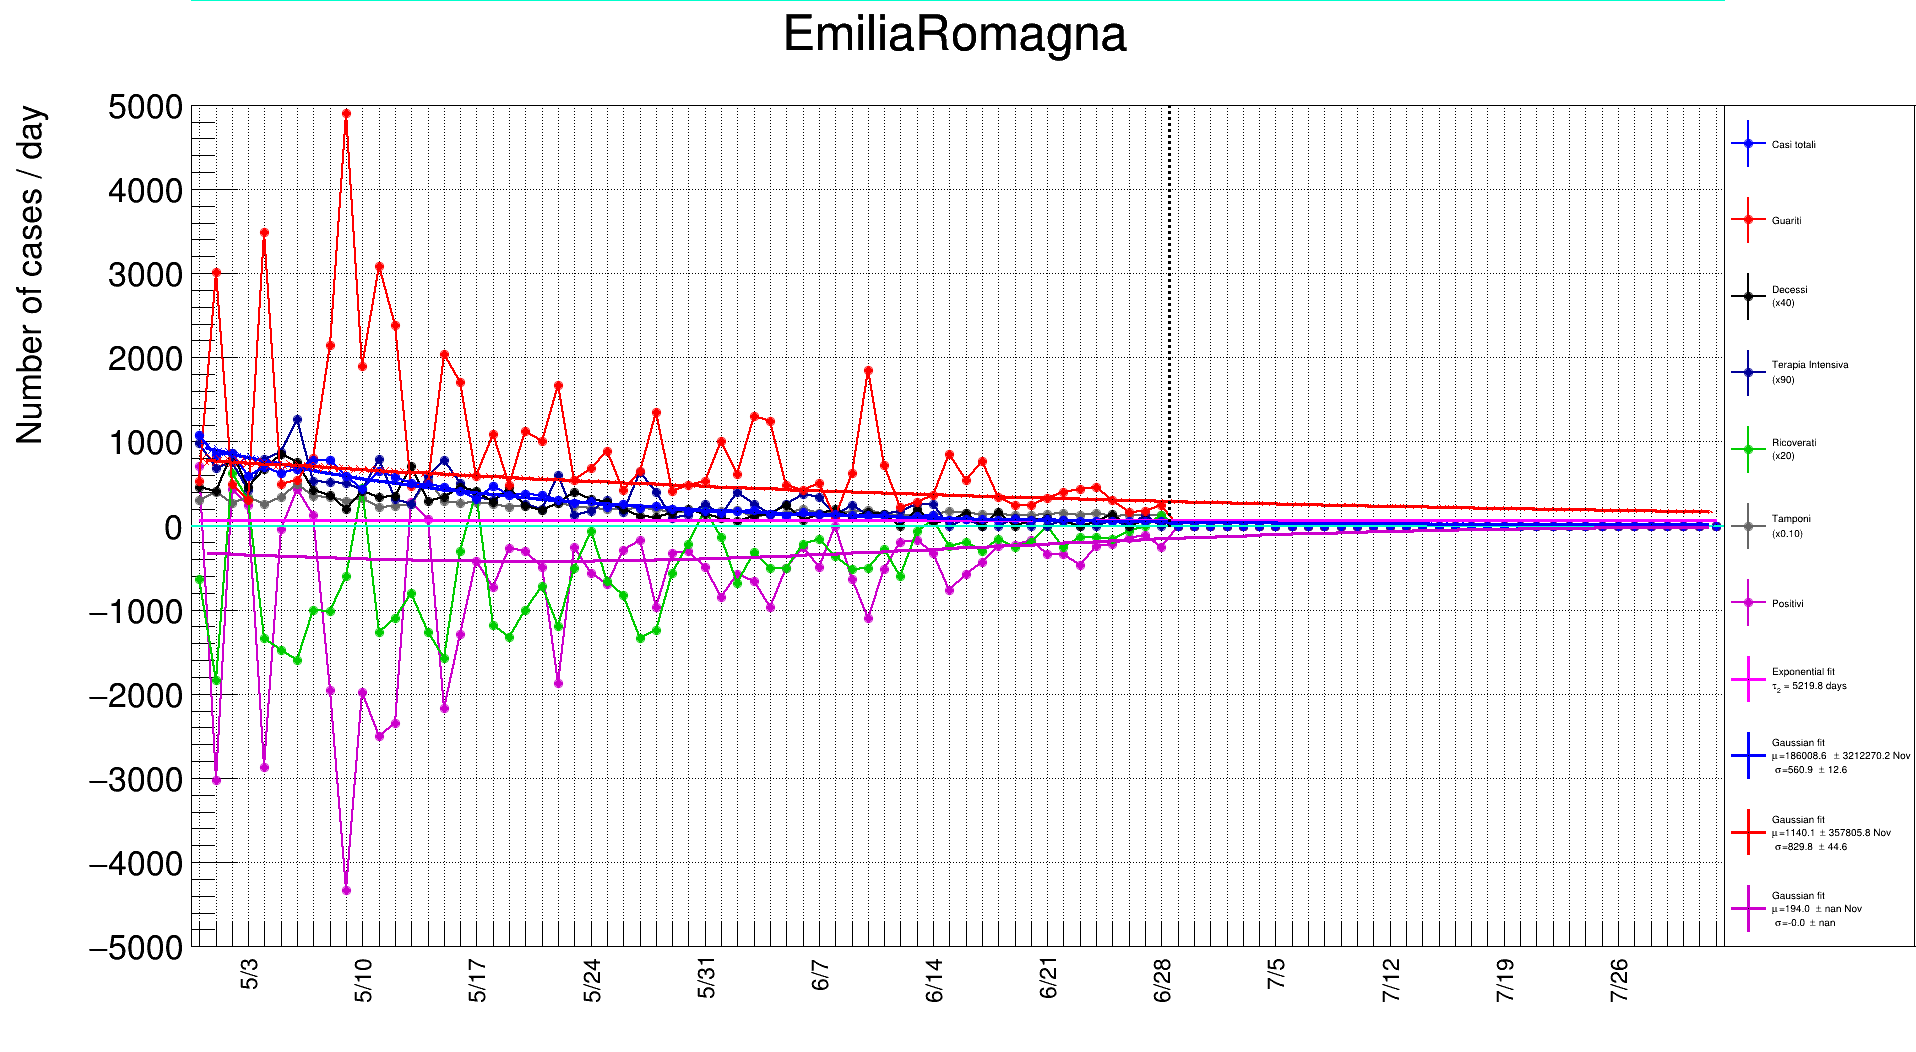 EmiliaRomagna
Number of cases / day
5000
4000
3000
2000
1000
0
−1000
−2000
−3000
−4000
−5000
5/3
5/10
5/17
5/24
5/31
6/7
6/14
6/21
6/28
7/5
7/12
7/19
7/26
Casi totali
Guariti
Decessi
(x40)
Terapia Intensiva
(x90)
Ricoverati
(x20)
Tamponi
(x0.10)
Positivi
Exponential fit
τ2 = 5219.8 days
Gaussian fit
μ=186008.6 ± 3212270.2 Nov
σ=560.9 ± 12.6
Gaussian fit
μ=1140.1 ± 357805.8 Nov
σ=829.8 ± 44.6
Gaussian fit
μ=194.0 ± nan Nov
σ=-0.0 ± nan